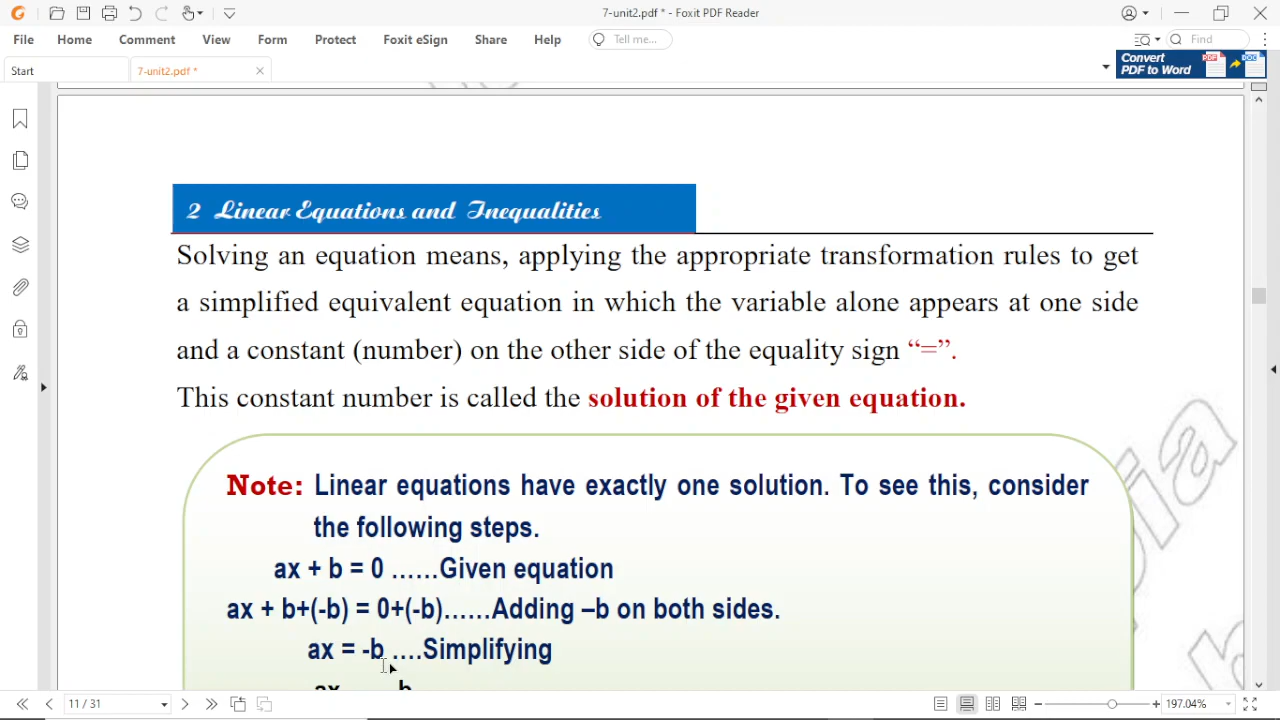 7-unit2.pdf * - Foxit PDF Reader
File Home Comment View Form Protect Foxit eSign Share Help Tell me... Find
Start 7-unit2.pdf *
Convert
PDF to Word
2 Linear Equations and Inequalities
Solving an equation means, applying the appropriate transformation rules to get
a simplified equivalent equation in which the variable alone appears at one side
and a constant (number) on the other side of the equality sign “=”.
This constant number is called the solution of the given equation.
Note: Linear equations have exactly one solution. To see this, consider
the following steps.
ax + b = 0 ……Given equation
ax + b+(-b) = 0+(-b)……Adding –b on both sides.
ax = -b ….Simplifying
11 / 31
197.04%